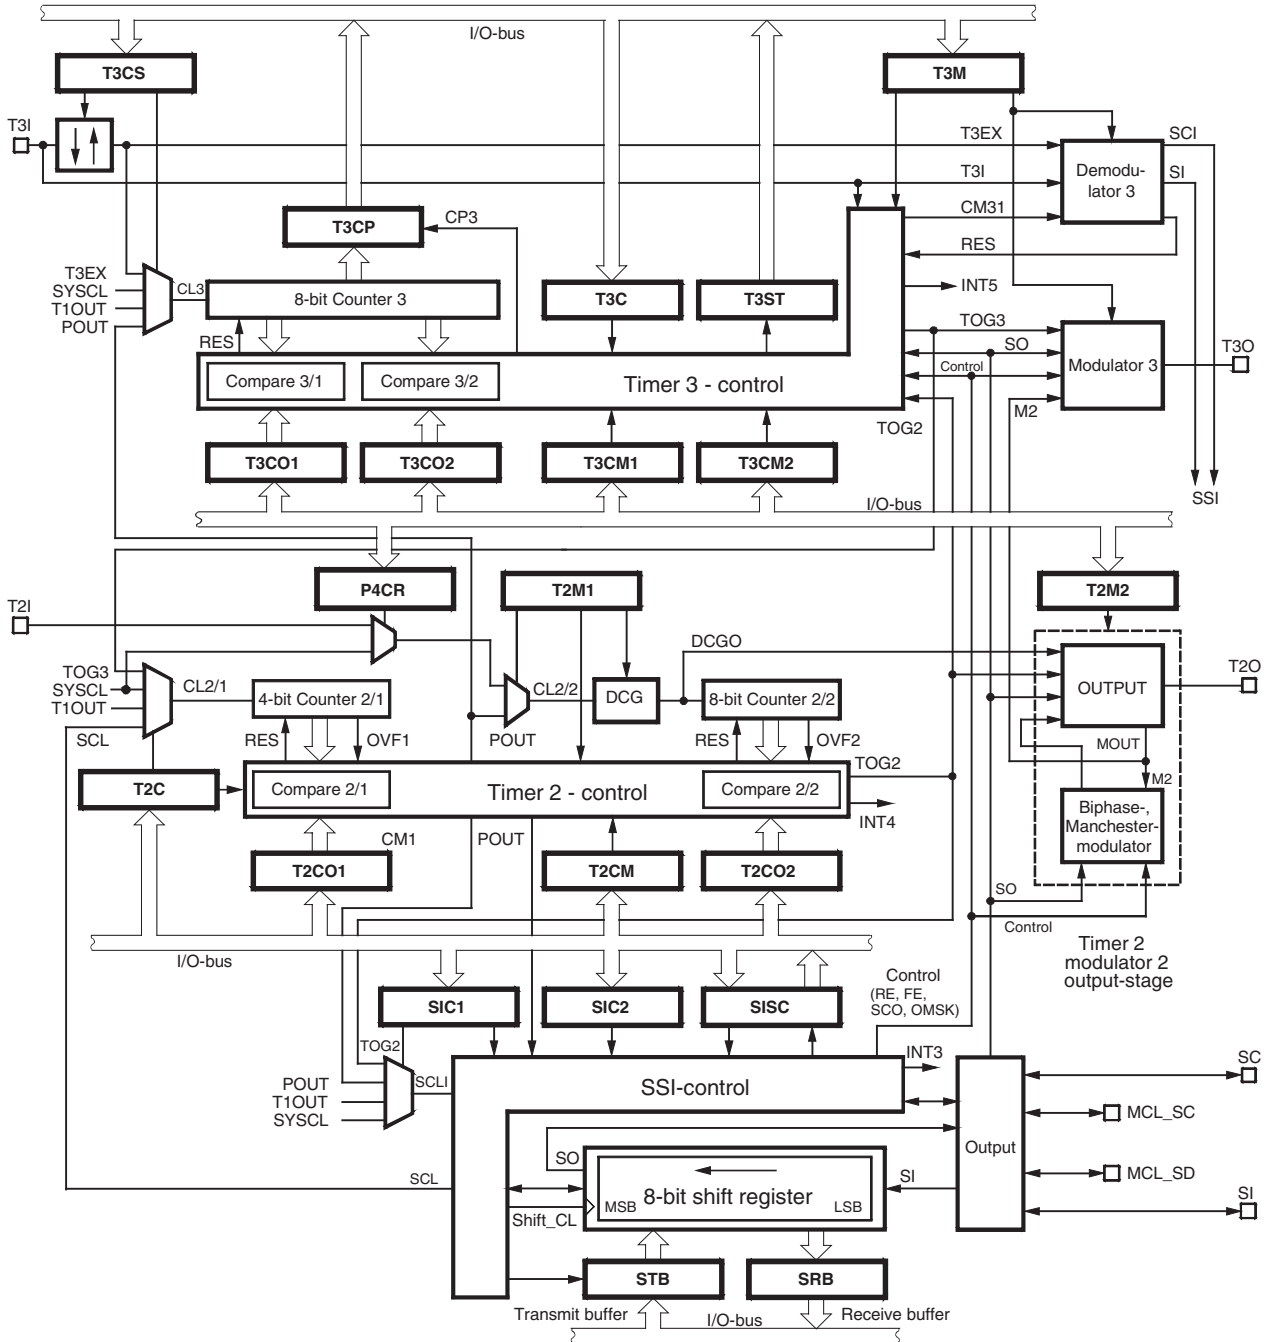 I/O-bus
T3CS
T3M
T3I
T3EX
SCI
T3I
SI
Demodu-
lator 3
T3CP
CP3
CM31
RES
T3EX
SYSCL
T1OUT
POUT
CL3
8-bit Counter 3
T3C
T3ST
INT5
RES
TOG3
SO
Control
M2
Modulator 3
T3O
Compare 3/1
Compare 3/2
Timer 3 - control
TOG2
T3CO1
T3CO2
T3CM1
T3CM2
SSI
I/O-bus
P4CR
T2M1
T2M2
T2I
DCGO
TOG3
SYSCL
T1OUT
SCL
CL2/1
4-bit Counter 2/1
CL2/2
DCG
8-bit Counter 2/2
OUTPUT
T2O
RES
OVF1
POUT
RES
OVF2
MOUT
TOG2
M2
T2C
Compare 2/1
Timer 2 - control
Compare 2/2
INT4
Biphase-,
Manchester-
modulator
CM1
POUT
T2CO1
T2CM
T2CO2
SO
Control
I/O-bus
Timer 2
modulator 2
output-stage
SIC1
SIC2
SISC
Control
(RE, FE,
SCO, OMSK)
TOG2
INT3
POUT
T1OUT
SYSCL
SCLI
SSI-control
SC
MCL_SC
Output
SO
SI
MCL_SD
SCL
8-bit shift register
MSB
LSB
Shift_CL
SI
STB
SRB
Transmit buffer
I/O-bus
Receive buffer